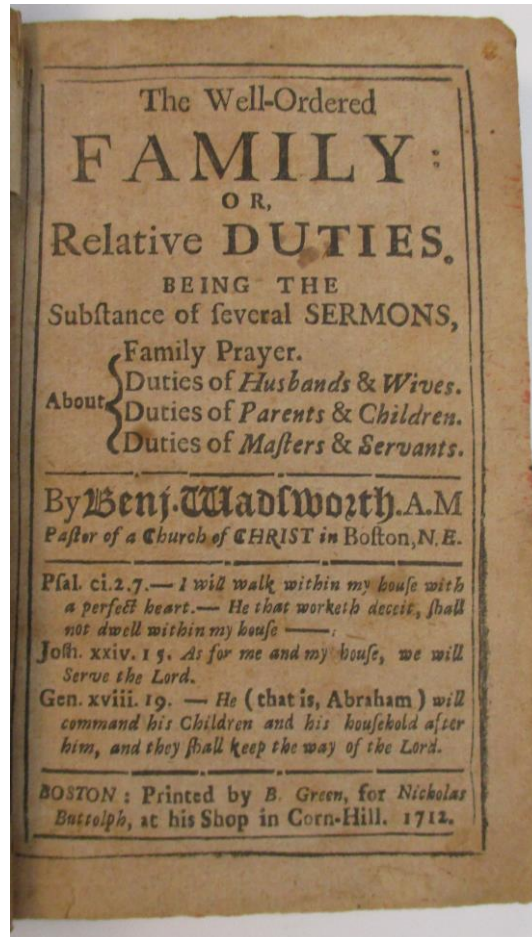 The Well-Ordered
FAMILY:
OR,
Relative DUTIES.
BEING THE
Subſtance of ſeveral SERMONS,
Family Prayer.
Duties of Husbands & Wives.
About Duties of Parents & Children.
Duties of Maſters & Servants.
By Benj. Wadſworth. A.M
Paſtor of a Church of CHRIST in Boſton, N.E.
Pſal. ci. 2. 7.— I will walk within my houſe with
a perfect heart.— He that worketh deceit, ſhall
not dwell within my houſe ——.
Joſh. xxiv. 15. As for me and my houſe, we will
Serve the Lord.
Gen. xviii. 19. — He (that is, Abraham) will
command his Children and his houſehold after
him, and they ſhall keep the way of the Lord.
BOSTON: Printed by B. Green, for Nicholas
Buttolph, at his Shop in Corn-Hill. 1712.